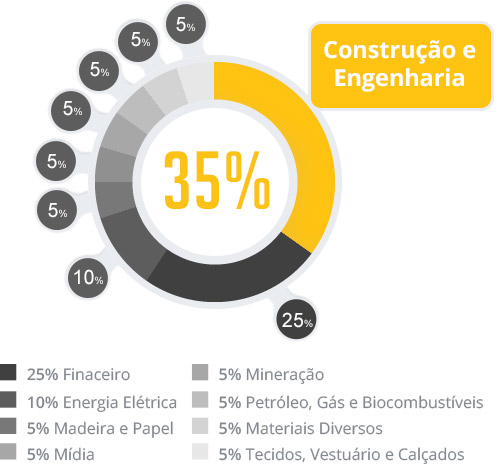 5%
5%
5%
5%
5%
5%
10%
25%
Construção e
Engenharia
35%
25% Finaceiro
10% Energia Elétrica
5% Madeira e Papel
5% Mídia
5% Mineração
5% Petróleo, Gás e Biocombustíveis
5% Materiais Diversos
5% Tecidos, Vestuário e Calçados